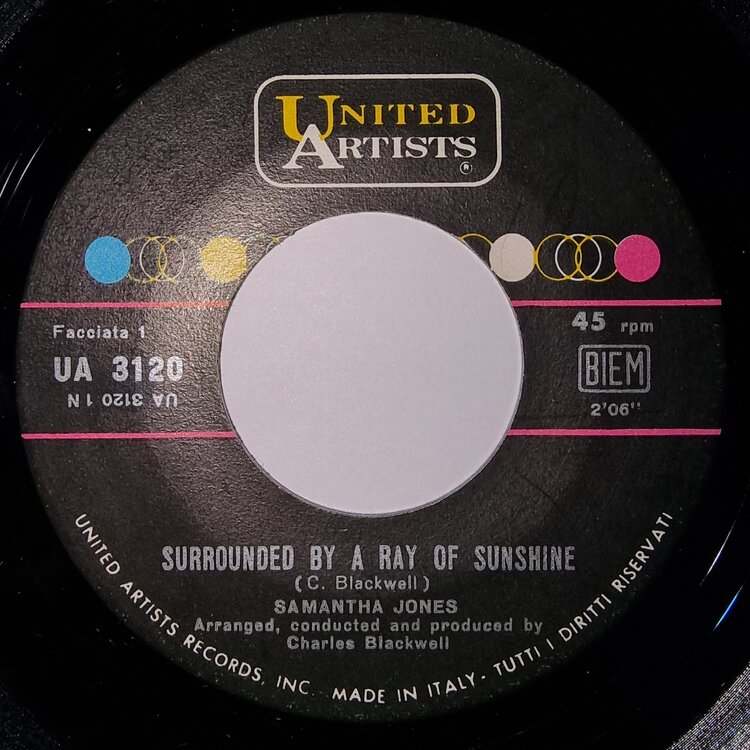 UNITED
ARTISTS
®
Facciata 1
UA 3120
UA 3120 1 N
45 rpm
BIEM
2'06"
SURROUNDED BY A RAY OF SUNSHINE
(C. Blackwell)
SAMANTHA JONES
Arranged, conducted and produced by
Charles Blackwell
UNITED ARTISTS RECORDS, INC. MADE IN ITALY - TUTTI I DIRITTI RISERVATI